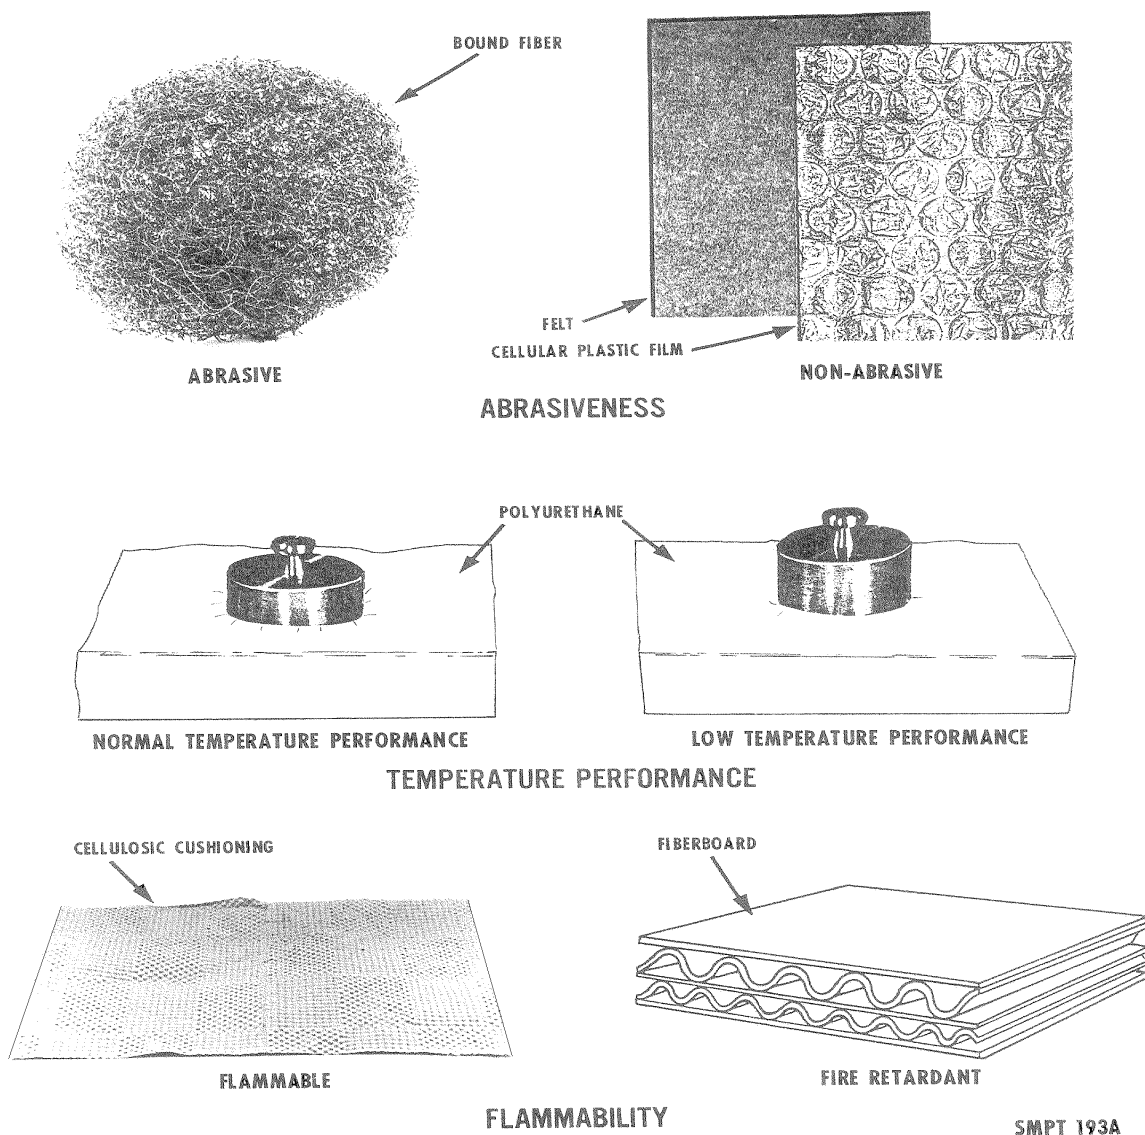 BOUND FIBER
FELT
CELLULAR PLASTIC FILM
ABRASIVE
NON-ABRASIVE
ABRASIVENESS
POLYURETHANE
NORMAL TEMPERATURE PERFORMANCE
LOW TEMPERATURE PERFORMANCE
TEMPERATURE PERFORMANCE
CELLULOSIC CUSHIONING
FIBERBOARD
FLAMMABLE
FIRE RETARDANT
FLAMMABILITY
SMPT 193A